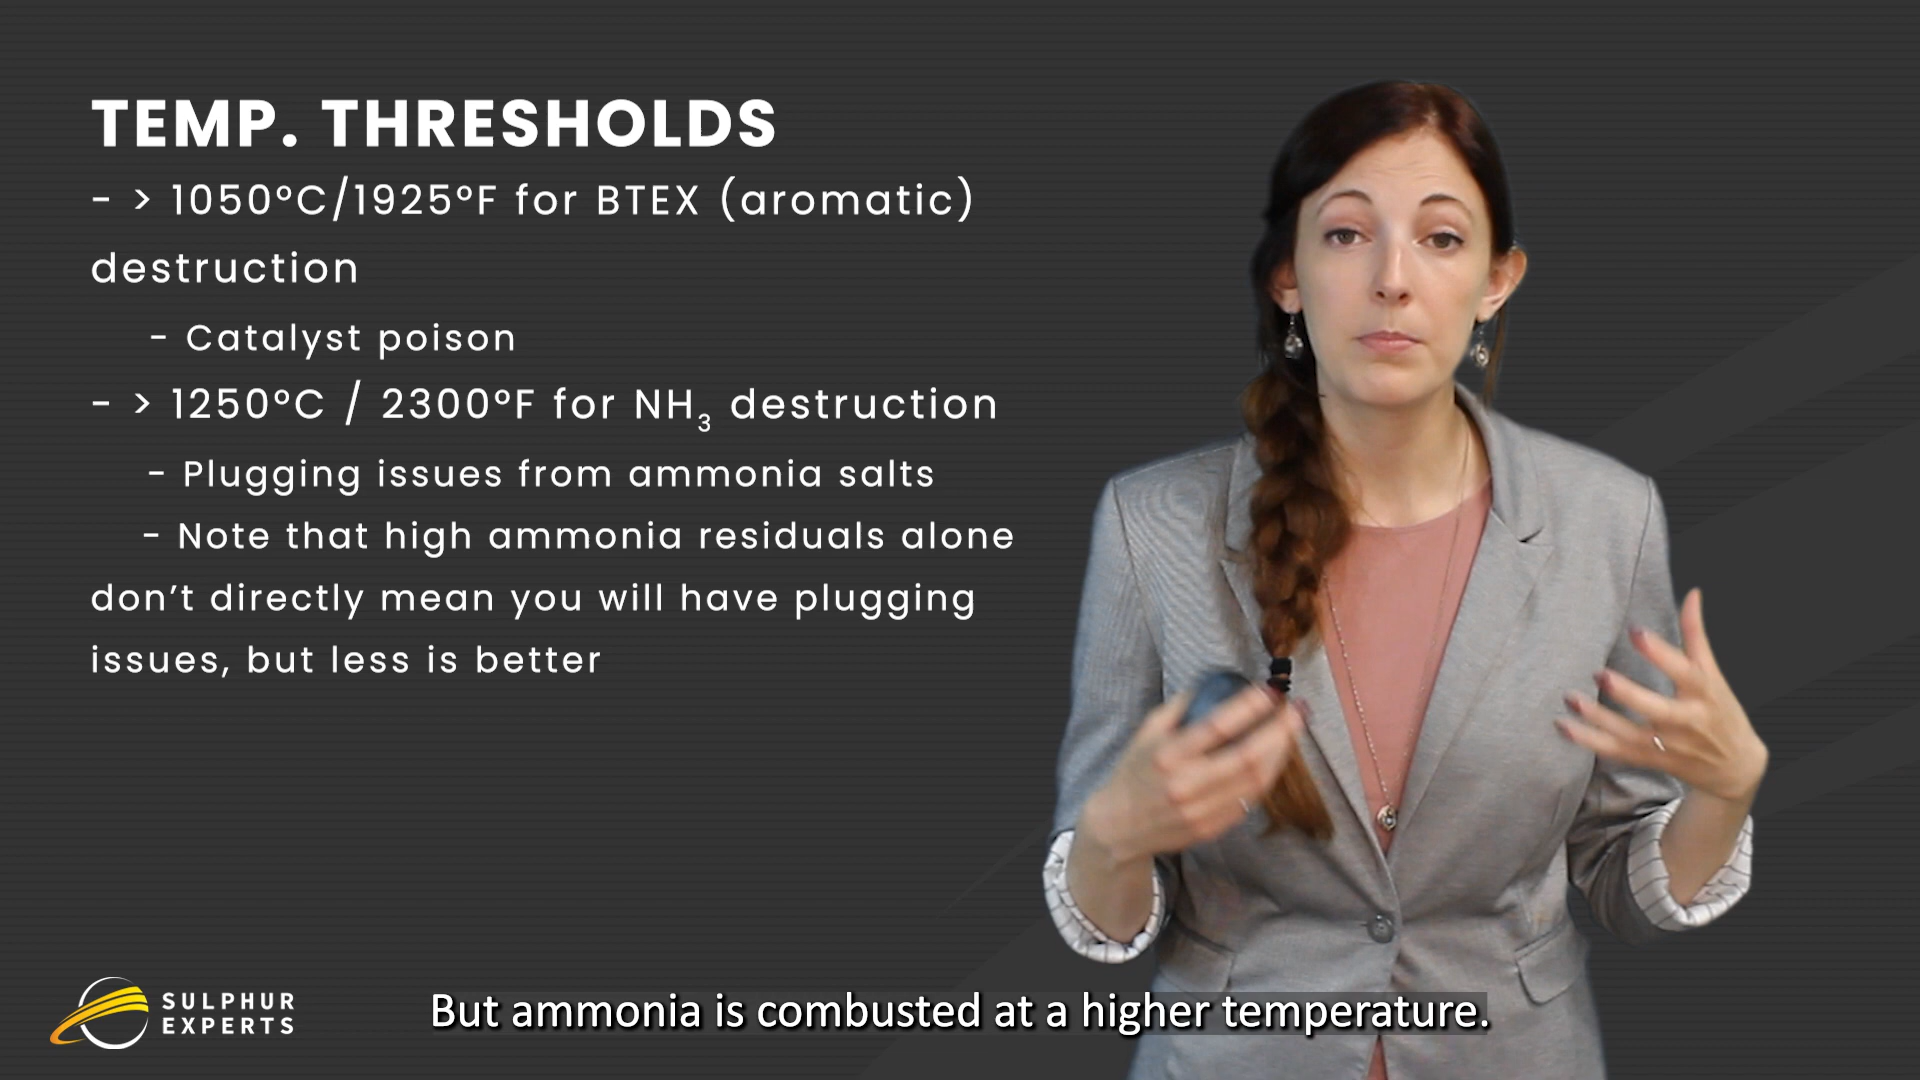 TEMP. THRESHOLDS
- > 1050°C/1925°F for BTEX (aromatic)
destruction
- Catalyst poison
- > 1250°C / 2300°F for NH₃ destruction
- Plugging issues from ammonia salts
- Note that high ammonia residuals alone
don’t directly mean you will have plugging
issues, but less is better
SULPHUR
EXPERTS
But ammonia is combusted at a higher temperature.